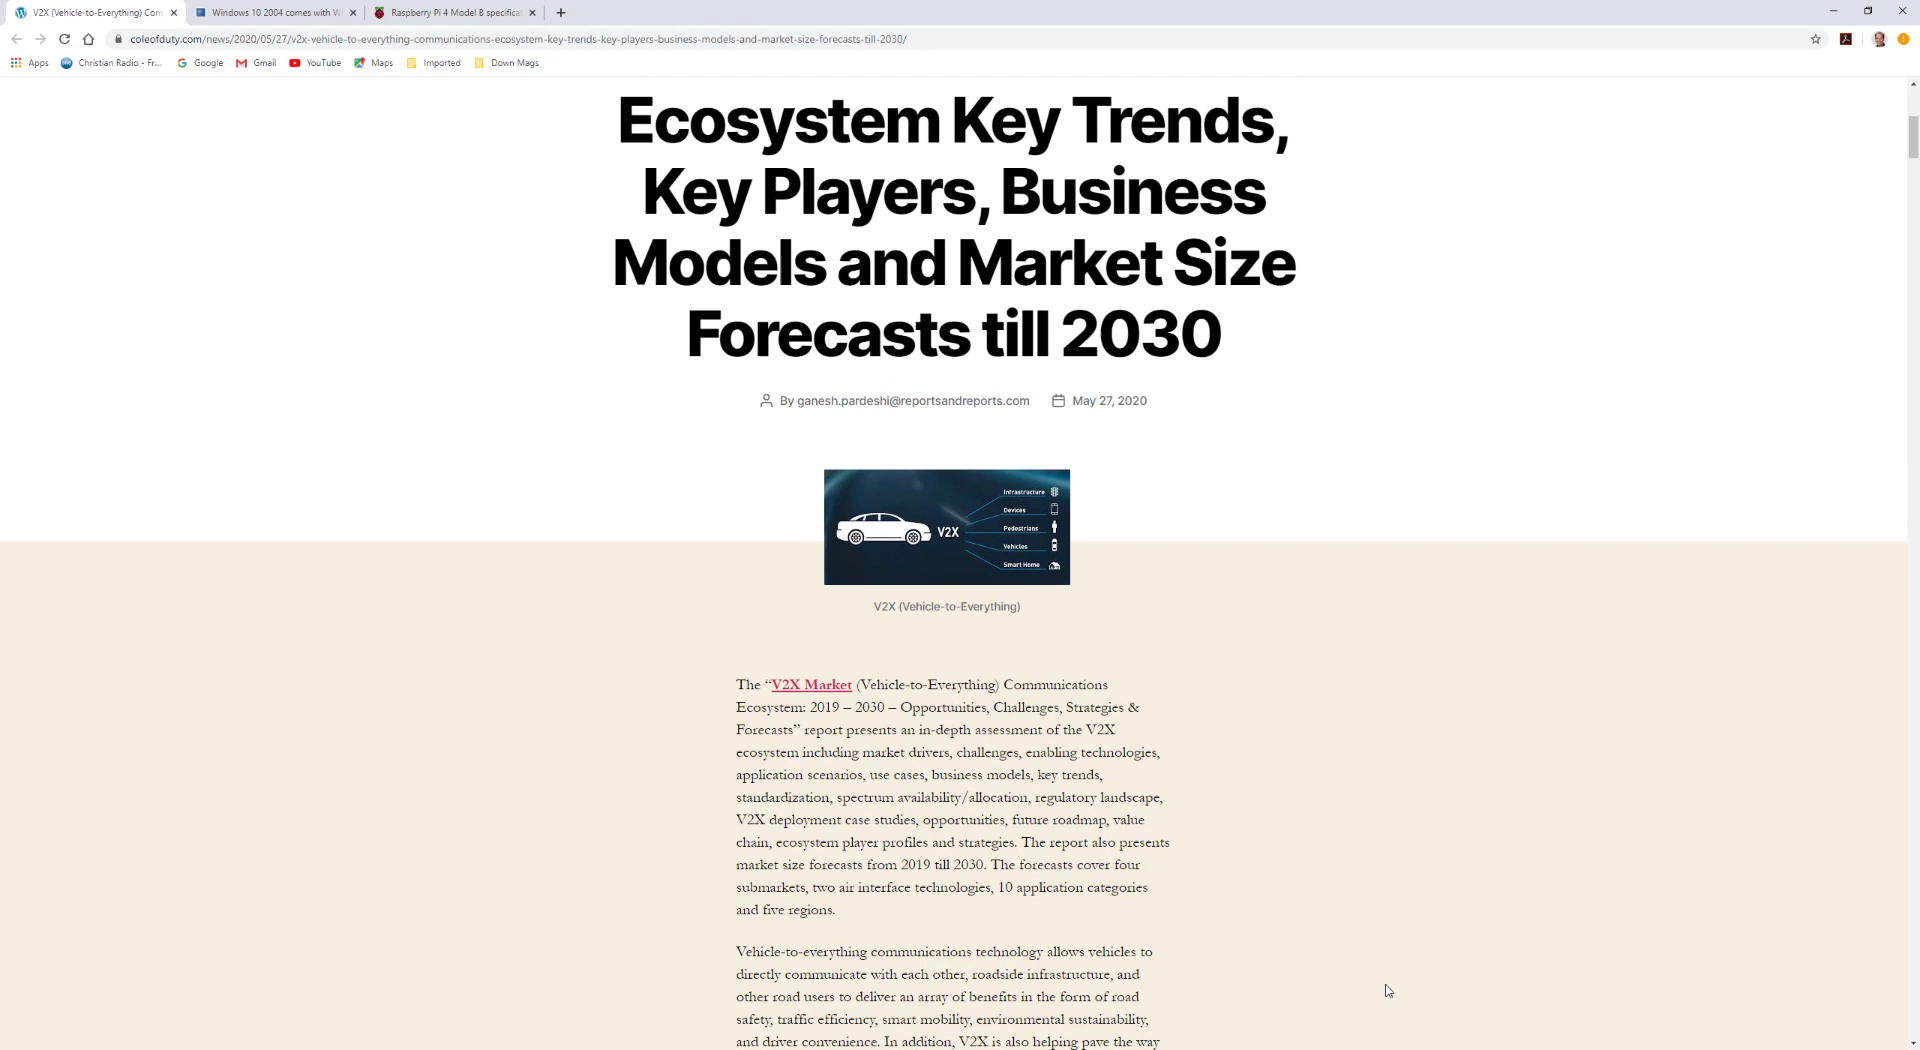 V2X (Vehicle-to-Everything) Com
Windows 10 2004 comes with W
Raspberry Pi 4 Model B specifica
coleofduty.com/news/2020/05/27/v2x-vehicle-to-everything-communications-ecosystem-key-trends-key-players-business-models-and-market-size-forecasts-till-2030/
Apps Christian Radio - Fr... Google Gmail YouTube Maps Imported Down Mags
Ecosystem Key Trends,
Key Players, Business
Models and Market Size
Forecasts till 2030
By ganesh.pardeshi@reportsandreports.com May 27, 2020
V2X
Infrastructure
Devices
Pedestrians
Vehicles
Smart Home
V2X (Vehicle-to-Everything)
The “V2X Market (Vehicle-to-Everything) Communications
Ecosystem: 2019 – 2030 – Opportunities, Challenges, Strategies &
Forecasts” report presents an in-depth assessment of the V2X
ecosystem including market drivers, challenges, enabling technologies,
application scenarios, use cases, business models, key trends,
standardization, spectrum availability/allocation, regulatory landscape,
V2X deployment case studies, opportunities, future roadmap, value
chain, ecosystem player profiles and strategies. The report also presents
market size forecasts from 2019 till 2030. The forecasts cover four
submarkets, two air interface technologies, 10 application categories
and five regions.
Vehicle-to-everything communications technology allows vehicles to
directly communicate with each other, roadside infrastructure, and
other road users to deliver an array of benefits in the form of road
safety, traffic efficiency, smart mobility, environmental sustainability,
and driver convenience. In addition, V2X is also helping pave the way